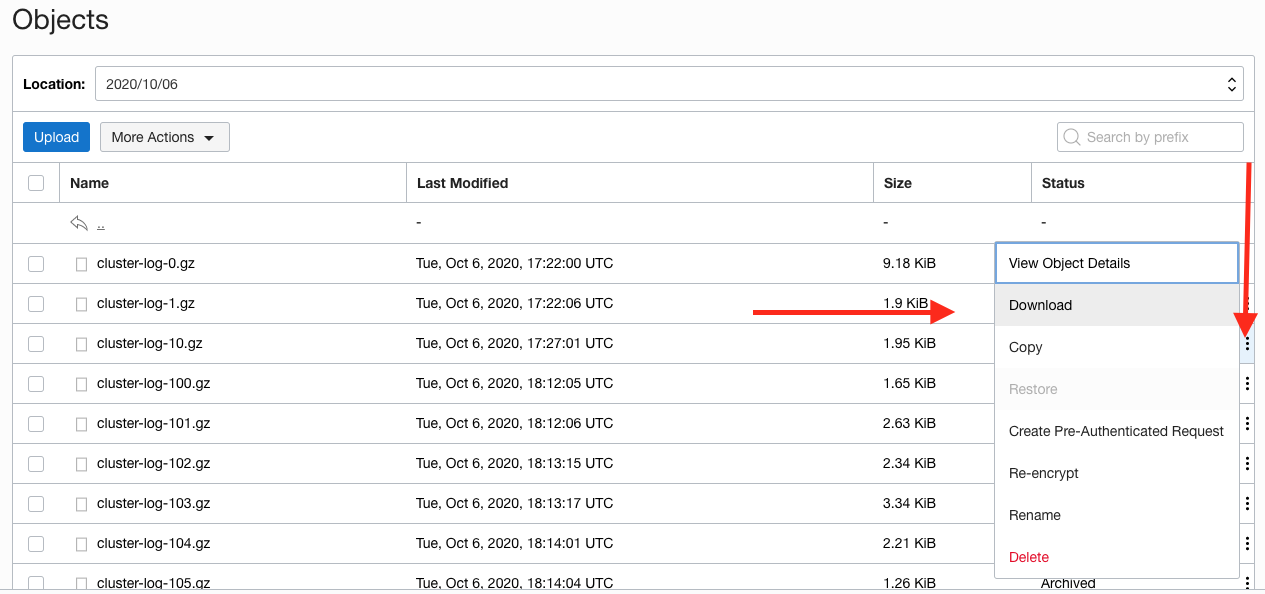 Objects
Location: 2020/10/06
Upload More Actions Search by prefix
Name Last Modified Size Status
.. - - -
cluster-log-0.gz Tue, Oct 6, 2020, 17:22:00 UTC 9.18 KiB View Object Details
cluster-log-1.gz Tue, Oct 6, 2020, 17:22:06 UTC 1.9 KiB Download
cluster-log-10.gz Tue, Oct 6, 2020, 17:27:01 UTC 1.95 KiB Copy
cluster-log-100.gz Tue, Oct 6, 2020, 18:12:05 UTC 1.65 KiB Restore
cluster-log-101.gz Tue, Oct 6, 2020, 18:12:06 UTC 2.63 KiB Create Pre-Authenticated Request
cluster-log-102.gz Tue, Oct 6, 2020, 18:13:15 UTC 2.34 KiB Re-encrypt
cluster-log-103.gz Tue, Oct 6, 2020, 18:13:17 UTC 3.34 KiB Rename
cluster-log-104.gz Tue, Oct 6, 2020, 18:14:01 UTC 2.21 KiB Delete
cluster-log-105.gz Tue, Oct 6, 2020, 18:14:04 UTC 1.26 KiB Archived